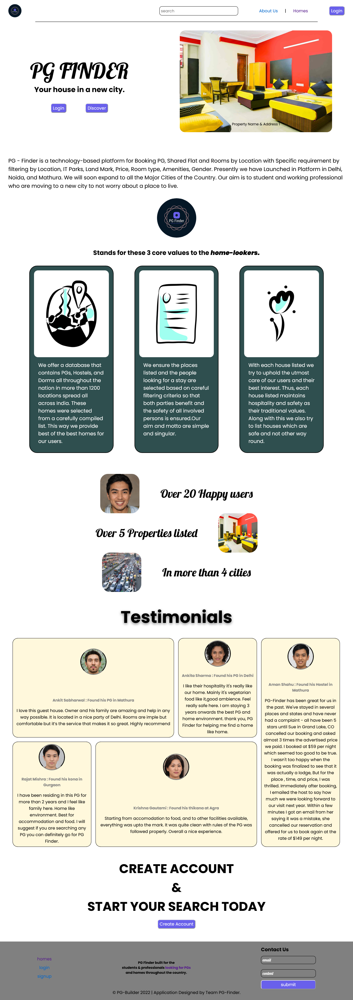 search
About Us | Homes
Login
PG FINDER
Your house in a new city.
Login
Discover
Property Name & Address 1
PG - Finder is a technology-based platform for Booking PG, Shared Flat and Rooms by Location with Specific requirement by
filtering by Location, IT Parks, Land Mark, Price, Room type, Amenities, Gender. Presently we have Launched in Platform in Delhi,
Noida, and Mathura. We will soon expand to all the Major Cities of the Country. Our aim is to student and working professional
who are moving to a new city to not worry about a place to live.
PG Finder
Stands for these 3 core values to the home-lookers.
We offer a database that
contains PGs, Hostels, and
Dorms all throughout the
nation in more than 1200
locations spread all
across India. These
homes were selected
from a carefully compiled
list. This way we provide
best of the best homes for
our users.
We ensure the places
listed and the people
looking for a stay are
selected based on careful
filtering criteria so that
both parties benefit and
the safety of all involved
persons is ensured.Our
aim and motto are simple
and singular.
With each house listed we
try to uphold the utmost
care of our users and their
best interest. Thus, each
house listed maintains
hospitality and safety as
their traditional values.
Along with this we also try
to list houses which are
safe and not other way
round.
Over 20 Happy users
Over 5 Properties listed
In more than 4 cities
Testimonials
Ankit Sabharwal : Found his PG in Mathura
I love this guest house. Owner and his family are amazing and help in any
way possible. It is located in a nice party of Delhi. Rooms are imple but
comfortable but it's the service that makes it so great. Highly recommend
Ankita Sharma : Found his PG in Delhi
I like their hospitality it's really like
our home. Mainly it's vegetarian
food like it,good ambience. Feel
really safe here. I am staying 3
years onwards the best PG and
home environment. thank you, PG
Finder for helping me find a home
like home.
Aman Shahu : Found his Hostel in
Mathura
PG-Finder has been great for us in
the past. We've stayed in several
places and states and have never
had a complaint - all have been 5
stars until Sue in Grand Lake, CO
cancelled our booking and asked
almost 3 times the advertised price
we paid. I booked at $59 per night
which seemed too good to be true.
I wasn't too happy when the
booking was finalized to see that it
was actually a lodge, But for the
place , time, and price, I was
thrilled. Immediately after booking,
I emailed the host to say how
much we were looking forward to
our visit next year. Within a few
minutes I got an email from her
saying it was a mistake, she
cancelled our reservation and
offered for us to book again at the
rate of $149 per night.
Rajat Mishra : Found his kona in
Gurgaon
I have been residing in this PG for
more than 2 years and I feel like
family here. Home like
environment. Best for
accommodation and food. I will
suggest if you are searching any
PG you can definitely go for PG
Finder.
Krishna Gautami : Found his thikana at Agra
Starting from accomodation to food, and to other facilities available,
everything was upto the mark. It was quite clean with rules of the PG was
followed properly. Overall a nice experience.
CREATE ACCOUNT
&
START YOUR SEARCH TODAY
Create Account
homes
login
signup
PG Finder built for the
students & professionals looking for PGs
and homes throughout the country.
Contact Us
email
content
submit
© PG-Builder 2022 | Application Designed by Team PG-Finder.